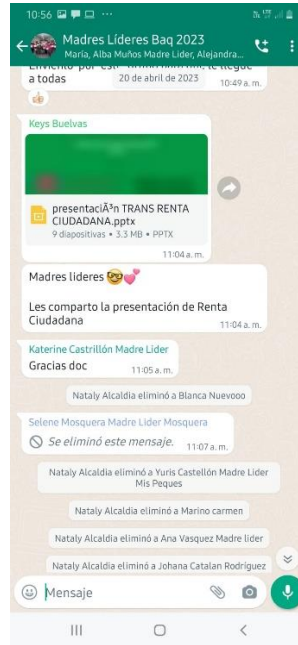 10:56
Madres Líderes Baq 2023
María, Alba Muños Madre Lider, Alejandra...
a todas
20 de abril de 2023
10:49 a. m.
Keys Buelvas
presentaciÃ³n TRANS RENTA
CIUDADANA.pptx
9 diapositivas • 3.3 MB • PPTX
11:04 a. m.
Madres lideres 🤓💞
Les comparto la presentación de Renta
Ciudadana
11:04 a. m.
Katerine Castrillón Madre Lider
Gracias doc
11:05 a. m.
Nataly Alcaldia eliminó a Blanca Nuevooo
Selene Mosquera Madre Lider Mosquera
Se eliminó este mensaje.
11:07 a. m.
Nataly Alcaldia eliminó a Yuris Castellón Madre Lider
Mis Peques
Nataly Alcaldia eliminó a Marino carmen
Nataly Alcaldia eliminó a Ana Vasquez Madre lider
Nataly Alcaldia eliminó a Johana Catalan Rodríguez
Mensaje